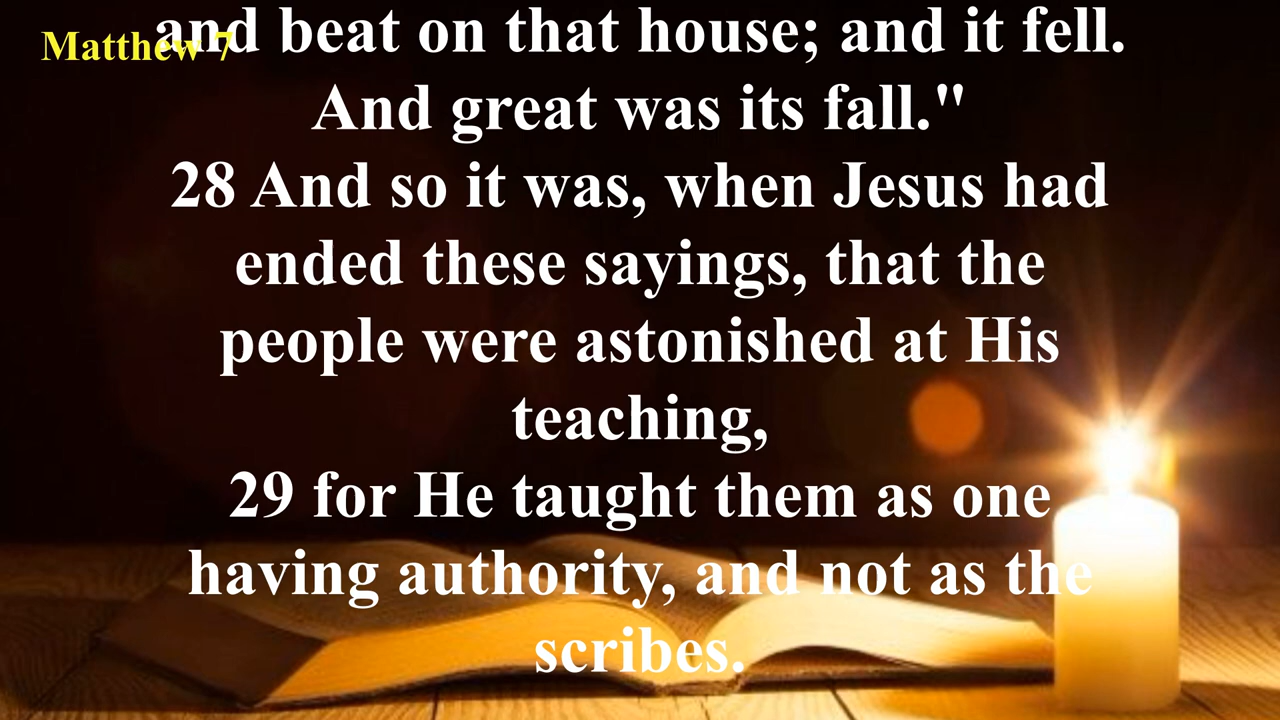 Matthew 7
and beat on that house; and it fell.
And great was its fall."
28 And so it was, when Jesus had
ended these sayings, that the
people were astonished at His
teaching,
29 for He taught them as one
having authority, and not as the
scribes.